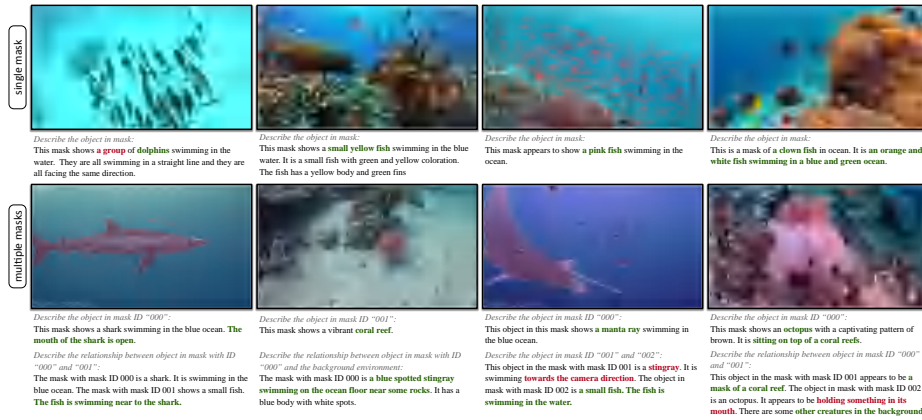 single mask
Describe the object in mask:
This mask shows a group of dolphins swimming in the
water. They are all swimming in a straight line and they
are all facing the same direction.
Describe the object in mask:
This mask shows a small yellow fish swimming in the blue
water. It is a small fish with green and yellow coloration.
The fish has a yellow body and green fins
Describe the object in mask:
This mask appears to show a pink fish swimming in the
ocean.
Describe the object in mask:
This is a mask of a clown fish in ocean. It is an orange and
white fish swimming in a blue and green ocean.
multiple masks
Describe the object in mask ID "000":
This mask shows a shark swimming in the blue ocean. The
mouth of the shark is open.
Describe the relationship between object in mask with ID
"000" and "001":
The mask with mask ID 000 is a shark. It is swimming in the
blue ocean. The mask with mask ID 001 shows a small fish.
The fish is swimming near to the shark.
Describe the object in mask ID "001":
This mask shows a vibrant coral reef.
Describe the relationship between object in mask with ID
"000" and the background environment:
The mask with mask ID 000 is a blue spotted stingray
swimming on the ocean floor near some rocks. It has a
blue body with white spots.
Describe the object in mask ID "000":
This object in this mask shows a manta ray swimming in
the blue ocean.
Describe the object in mask ID "001" and "002":
This object in the mask with mask ID 001 is a stingray. It is
swimming towards the camera direction. The object in
mask with mask ID 002 is a small fish. The fish is
swimming in the water.
Describe the object in mask ID "000":
This mask shows an octopus with a captivating pattern of
brown. It is sitting on top of a coral reefs.
Describe the relationship between object in mask with ID "000"
and "001":
This object in the mask with mask ID 001 appears to be a
mask of a coral reef. The object in mask with mask ID 002
is an octopus. It appears to be holding something in its
mouth. There are some other creatures in the background